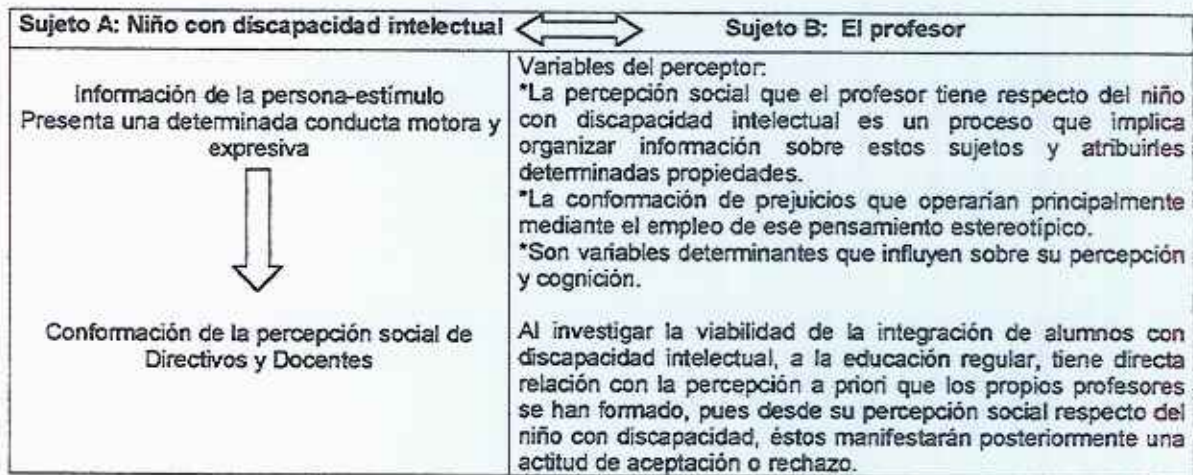 Sujeto A: Niño con discapacidad intelectual
Sujeto B: El profesor
Información de la persona-estímulo
Presenta una determinada conducta motora y
expresiva
Conformación de la percepción social de
Directivos y Docentes
Variables del perceptor:
*La percepción social que el profesor tiene respecto del niño
con discapacidad intelectual es un proceso que implica
organizar información sobre estos sujetos y atribuirles
determinadas propiedades.
*La conformación de prejuicios que operarían principalmente
mediante el empleo de ese pensamiento estereotípico.
*Son variables determinantes que influyen sobre su percepción
y cognición.
Al investigar la viabilidad de la integración de alumnos con
discapacidad intelectual, a la educación regular, tiene directa
relación con la percepción a priori que los propios profesores
se han formado, pues desde su percepción social respecto del
niño con discapacidad, éstos manifestarán posteriormente una
actitud de aceptación o rechazo.